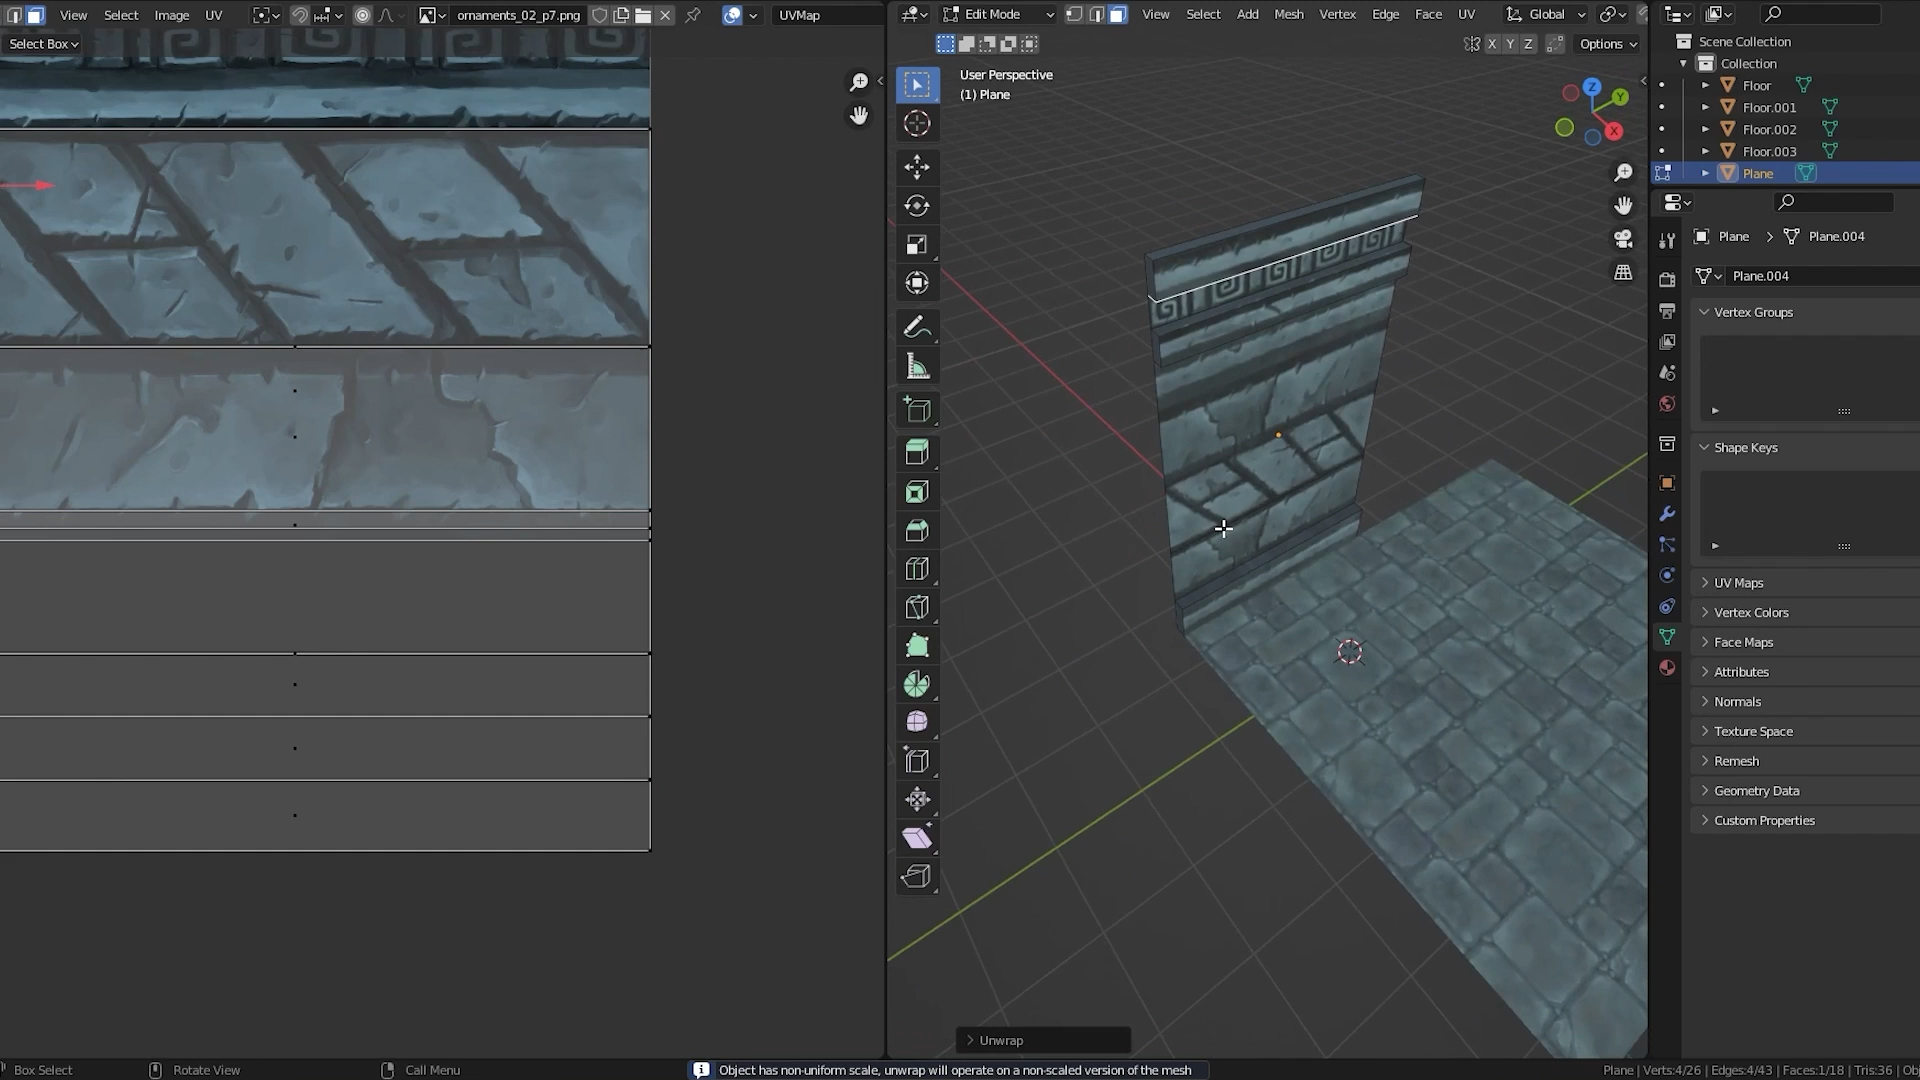 View Select Image UV ornaments_02_p7.png UVMap
Select Box
Edit Mode View Select Add Mesh Vertex Edge Face UV Global
X Y Z Options
User Perspective
(1) Plane
Z
Y
X
Unwrap
Scene Collection
Collection
Floor
Floor.001
Floor.002
Floor.003
Plane
Plane > Plane.004
Plane.004
Vertex Groups
Shape Keys
UV Maps
Vertex Colors
Face Maps
Attributes
Normals
Texture Space
Remesh
Geometry Data
Custom Properties
Box Select Rotate View Call Menu Object has non-uniform scale, unwrap will operate on a non-scaled version of the mesh Plane | Verts:4/26 | Edges:4/43 | Faces:1/18 | Tris:36 | Ob